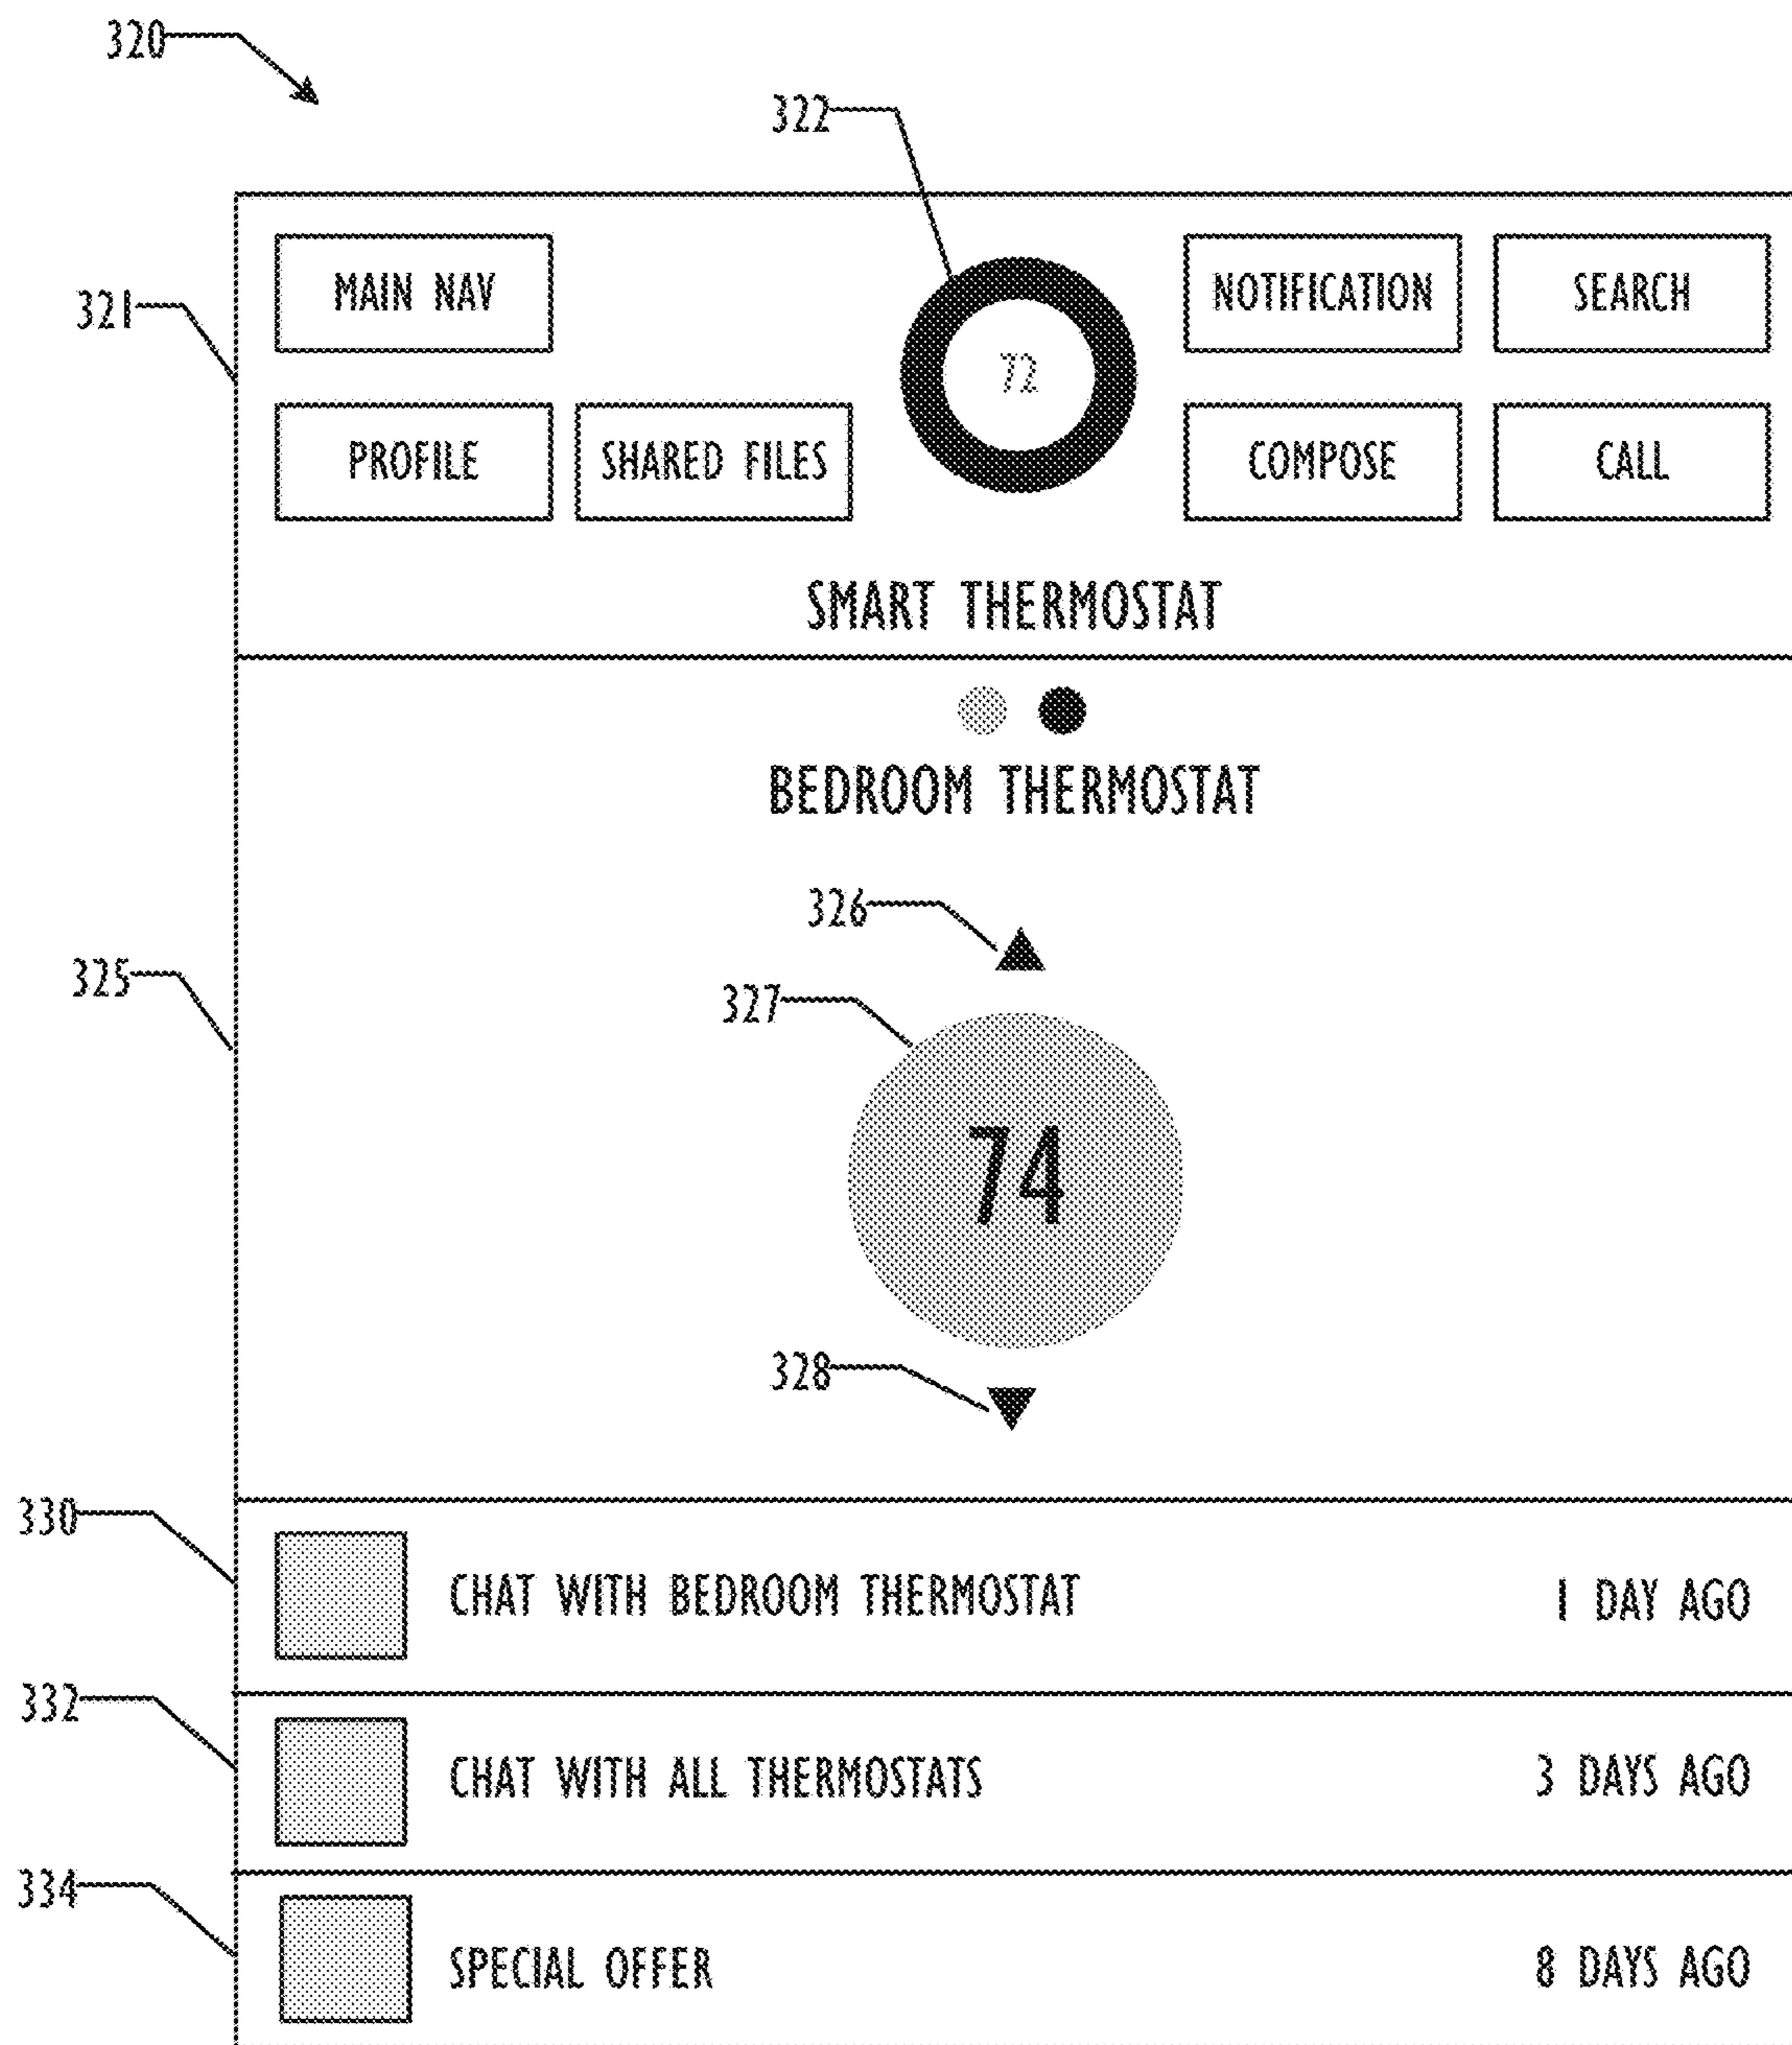 320
322
MAIN NAV
NOTIFICATION
SEARCH
321
72
PROFILE
SHARED FILES
COMPOSE
CALL
SMART THERMOSTAT
BEDROOM THERMOSTAT
326
325
327
74
328
330
CHAT WITH BEDROOM THERMOSTAT
1 DAY AGO
332
CHAT WITH ALL THERMOSTATS
3 DAYS AGO
334
SPECIAL OFFER
8 DAYS AGO